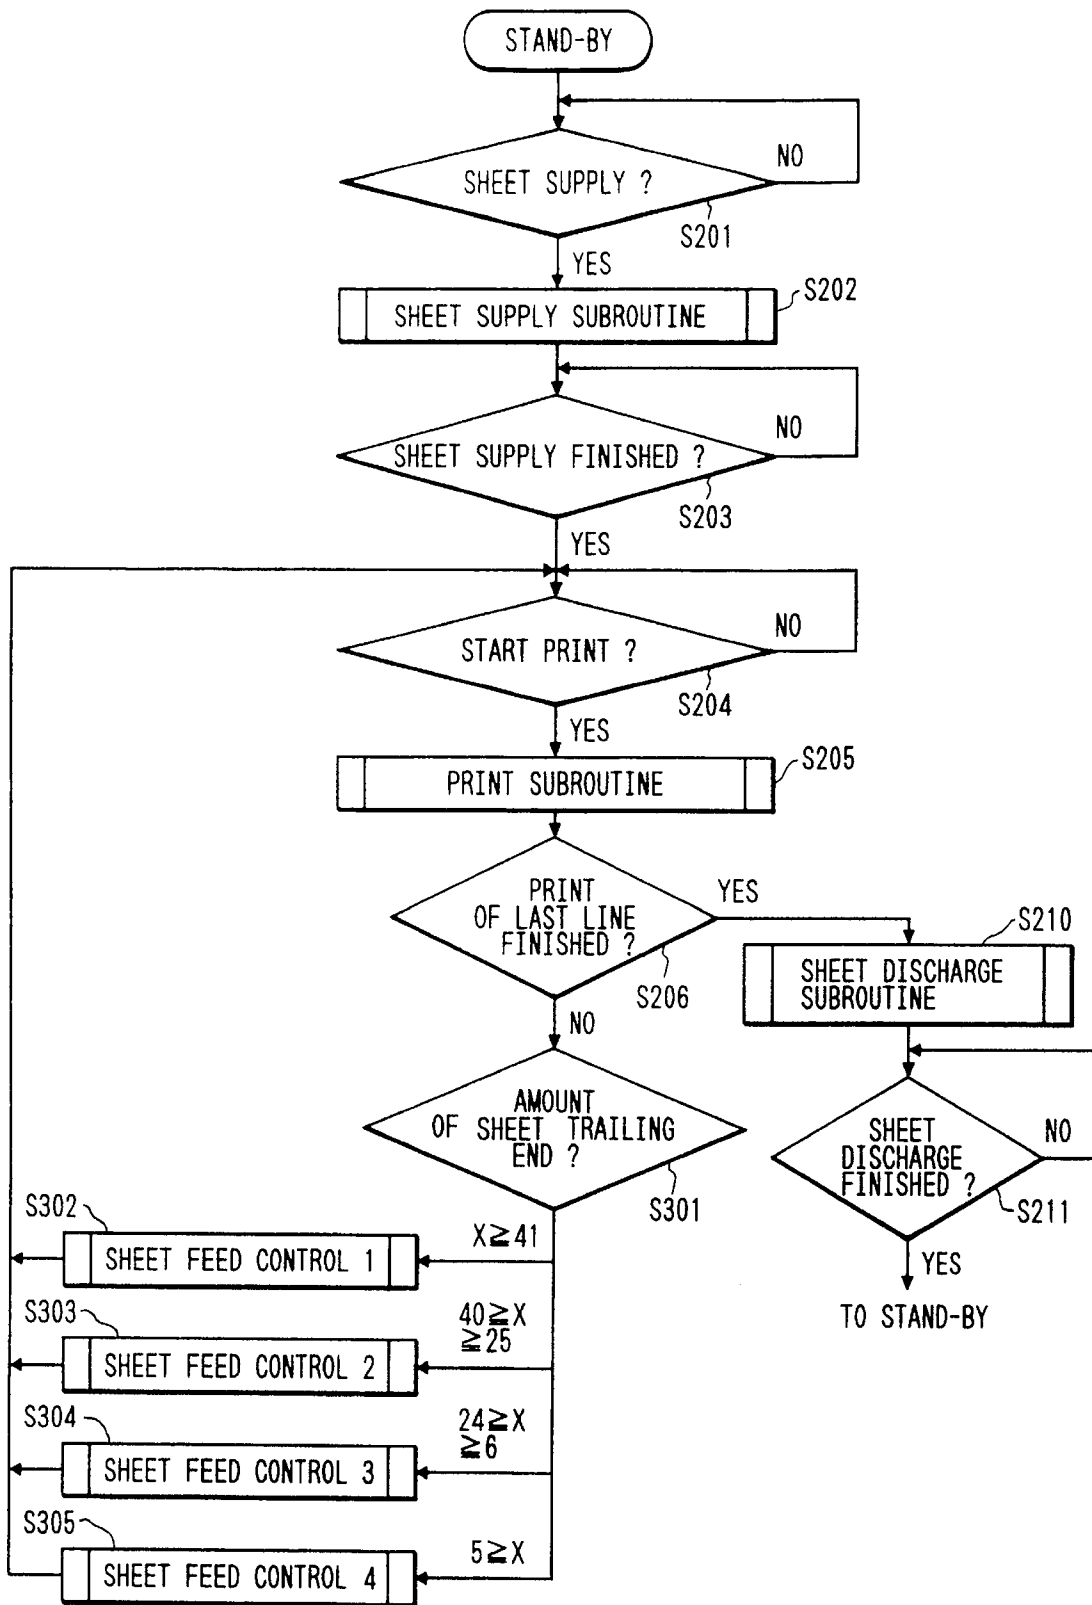 STAND-BY
NO
SHEET SUPPLY ?
S201
YES
S202
SHEET SUPPLY SUBROUTINE
NO
SHEET SUPPLY FINISHED ?
S203
YES
NO
START PRINT ?
S204
YES
S205
PRINT SUBROUTINE
PRINT
OF LAST LINE
FINISHED ?
YES
S206
S210
SHEET DISCHARGE
SUBROUTINE
NO
AMOUNT
OF SHEET TRAILING
END ?
S301
SHEET
DISCHARGE
FINISHED ?
NO
S211
YES
TO STAND-BY
S302
X≧41
SHEET FEED CONTROL 1
S303
40≧X
≧25
SHEET FEED CONTROL 2
S304
24≧X
≧6
SHEET FEED CONTROL 3
S305
5≧X
SHEET FEED CONTROL 4